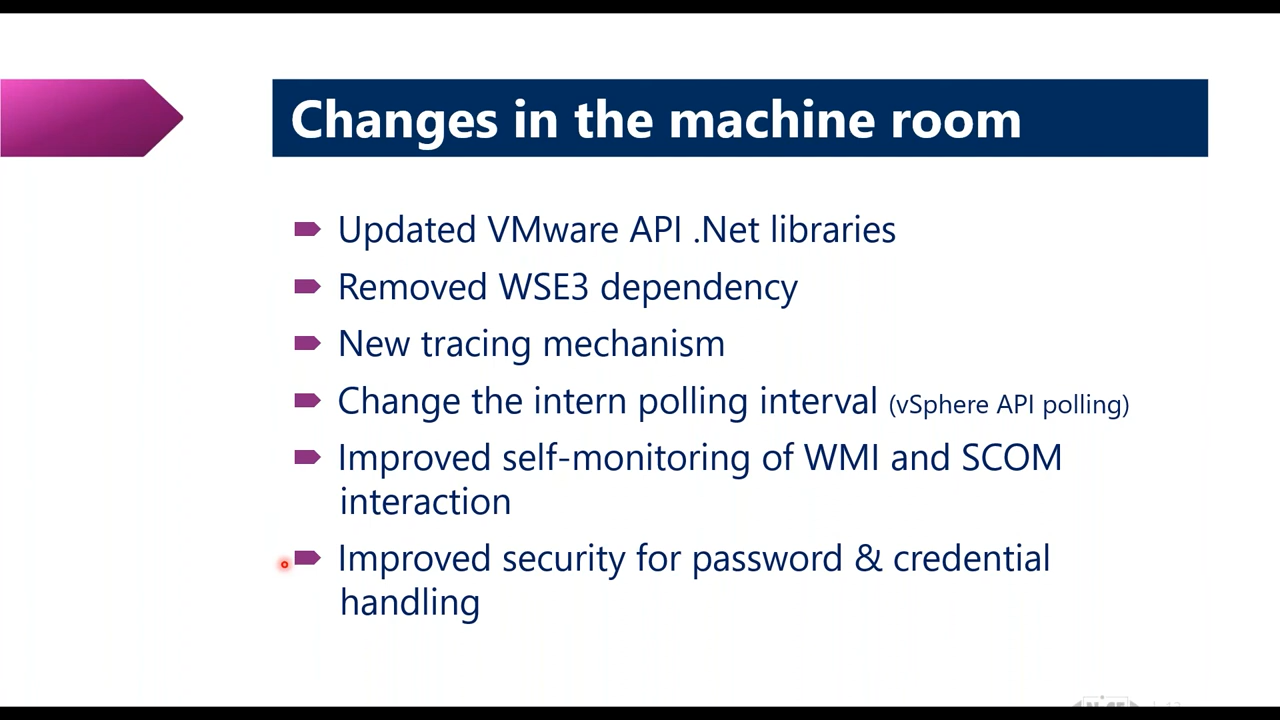 Changes in the machine room
Updated VMware API .Net libraries
Removed WSE3 dependency
New tracing mechanism
Change the intern polling interval (vSphere API polling)
Improved self-monitoring of WMI and SCOM
interaction
Improved security for password & credential
handling